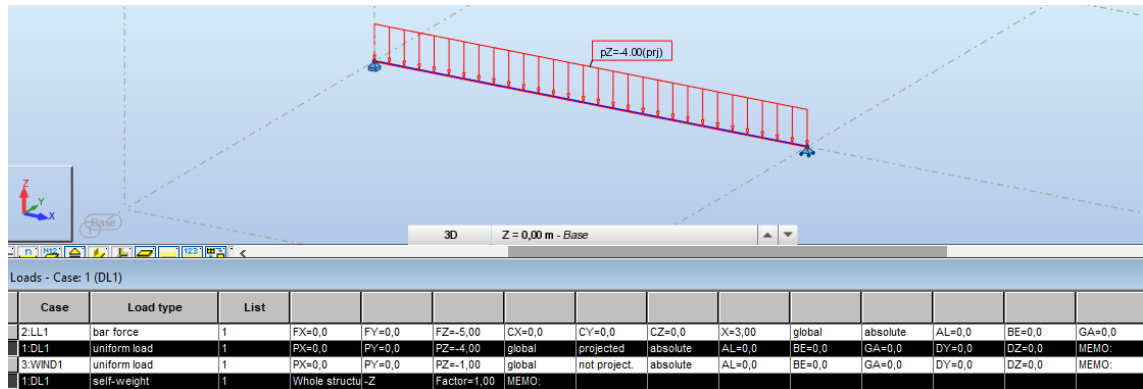 pZ=-4.00(prj)
Z
Y
X
Base
3D Z = 0,00 m - Base
Loads - Case: 1 (DL1)
Case Load type List
2:LL1 bar force 1 FX=0,0 FY=0,0 FZ=-5,00 CX=0,0 CY=0,0 CZ=0,0 X=3,00 global absolute AL=0,0 BE=0,0 GA=0,0
1:DL1 uniform load 1 PX=0,0 PY=0,0 PZ=-4,00 global projected absolute AL=0,0 BE=0,0 GA=0,0 DY=0,0 DZ=0,0 MEMO:
3:WIND1 uniform load 1 PX=0,0 PY=0,0 PZ=-1,00 global not project. absolute AL=0,0 BE=0,0 GA=0,0 DY=0,0 DZ=0,0 MEMO:
1:DL1 self-weight 1 Whole structu -Z Factor=1,00 MEMO: